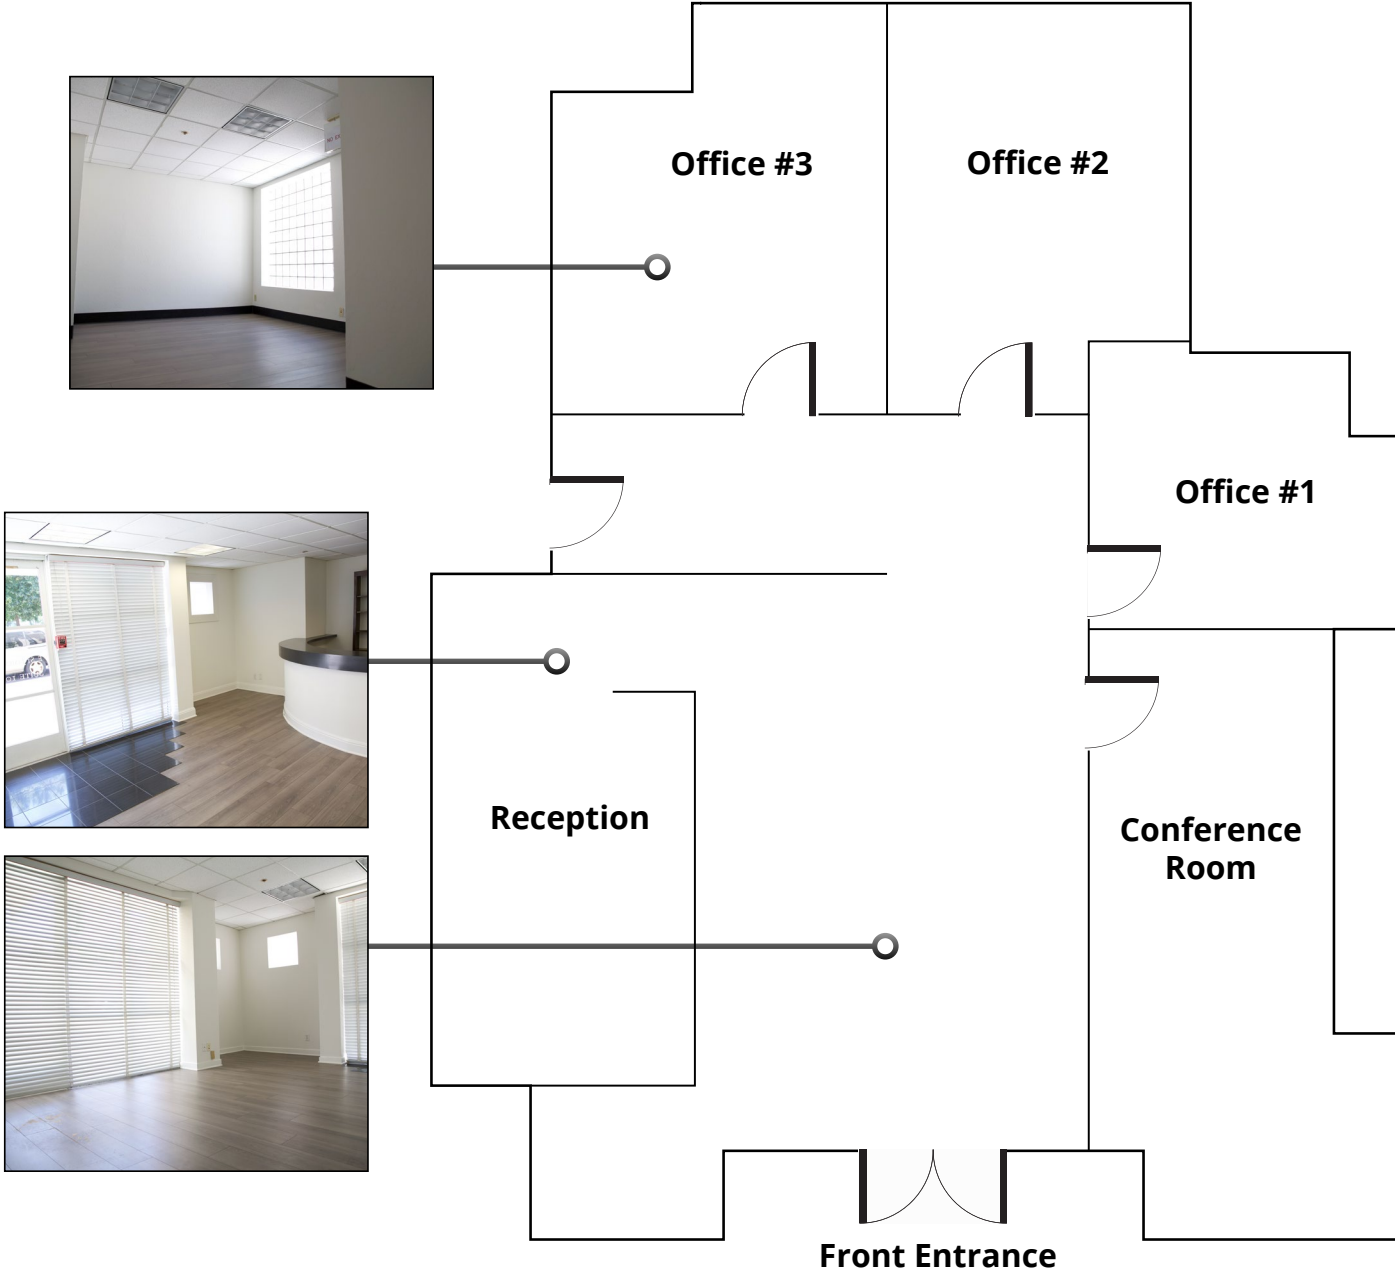 Office #3
Office #2
Office #1
Reception
Conference
Room
Front Entrance